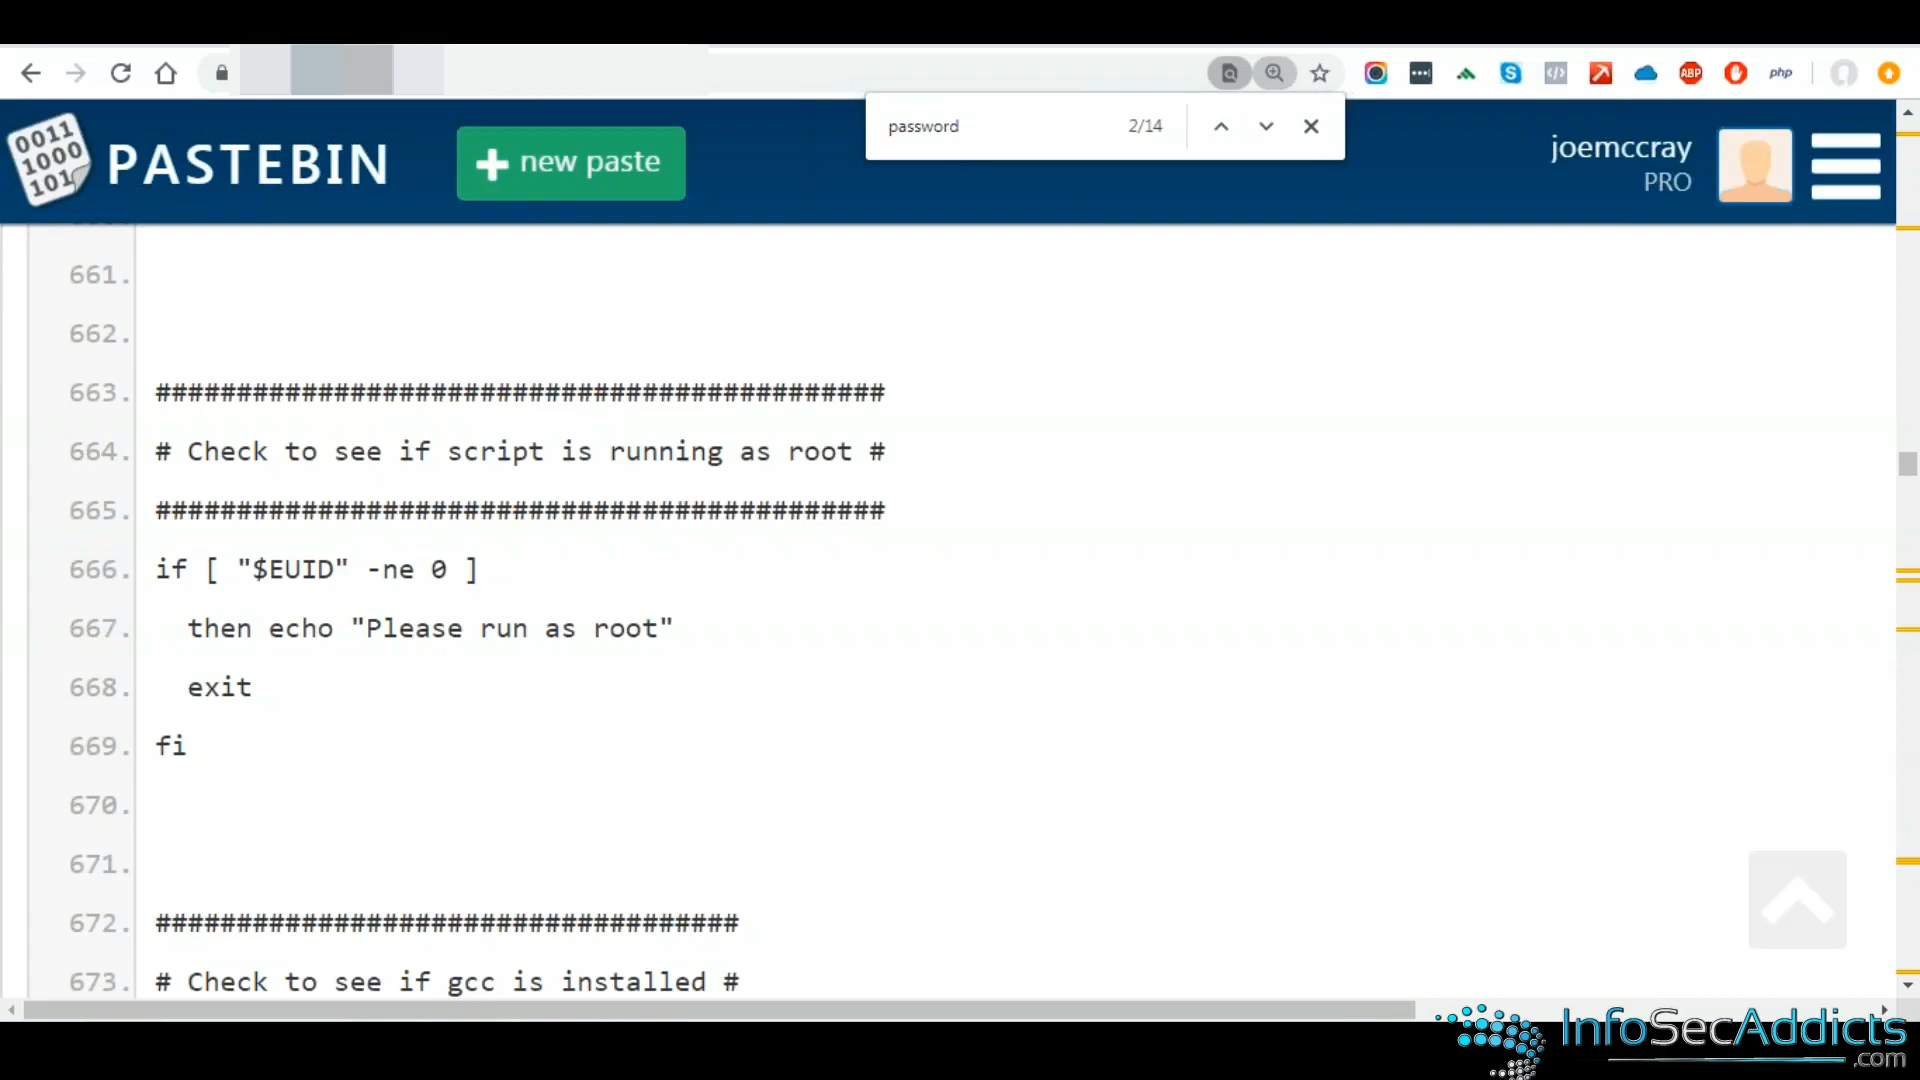 password 2/14
0011
1000
101
PASTEBIN
new paste
joemccray
PRO
ABP
php
661.
662.
663. #############################################
664. # Check to see if script is running as root #
665. #############################################
666. if [ "$EUID" -ne 0 ]
667. then echo "Please run as root"
668. exit
669. fi
670.
671.
672. ####################################
673. # Check to see if gcc is installed #
InfoSecAddicts
.com